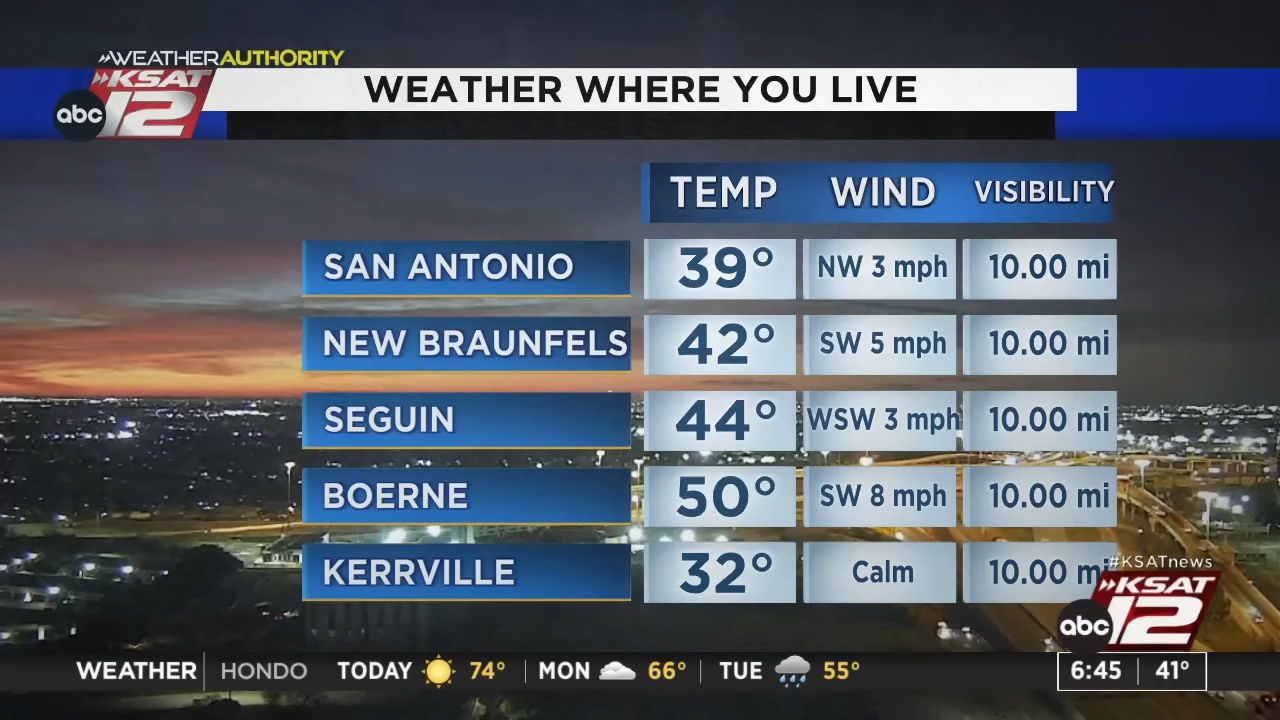 WEATHERAUTHORITY
KSAT
abc 12
WEATHER WHERE YOU LIVE
TEMP WIND VISIBILITY
SAN ANTONIO 39° NW 3 mph 10.00 mi
NEW BRAUNFELS 42° SW 5 mph 10.00 mi
SEGUIN 44° WSW 3 mph 10.00 mi
BOERNE 50° SW 8 mph 10.00 mi
KERRVILLE 32° Calm 10.00 mi
#KSATnews
KSAT
abc 12
WEATHER HONDO TODAY 74° MON 66° TUE 55° 6:45 41°